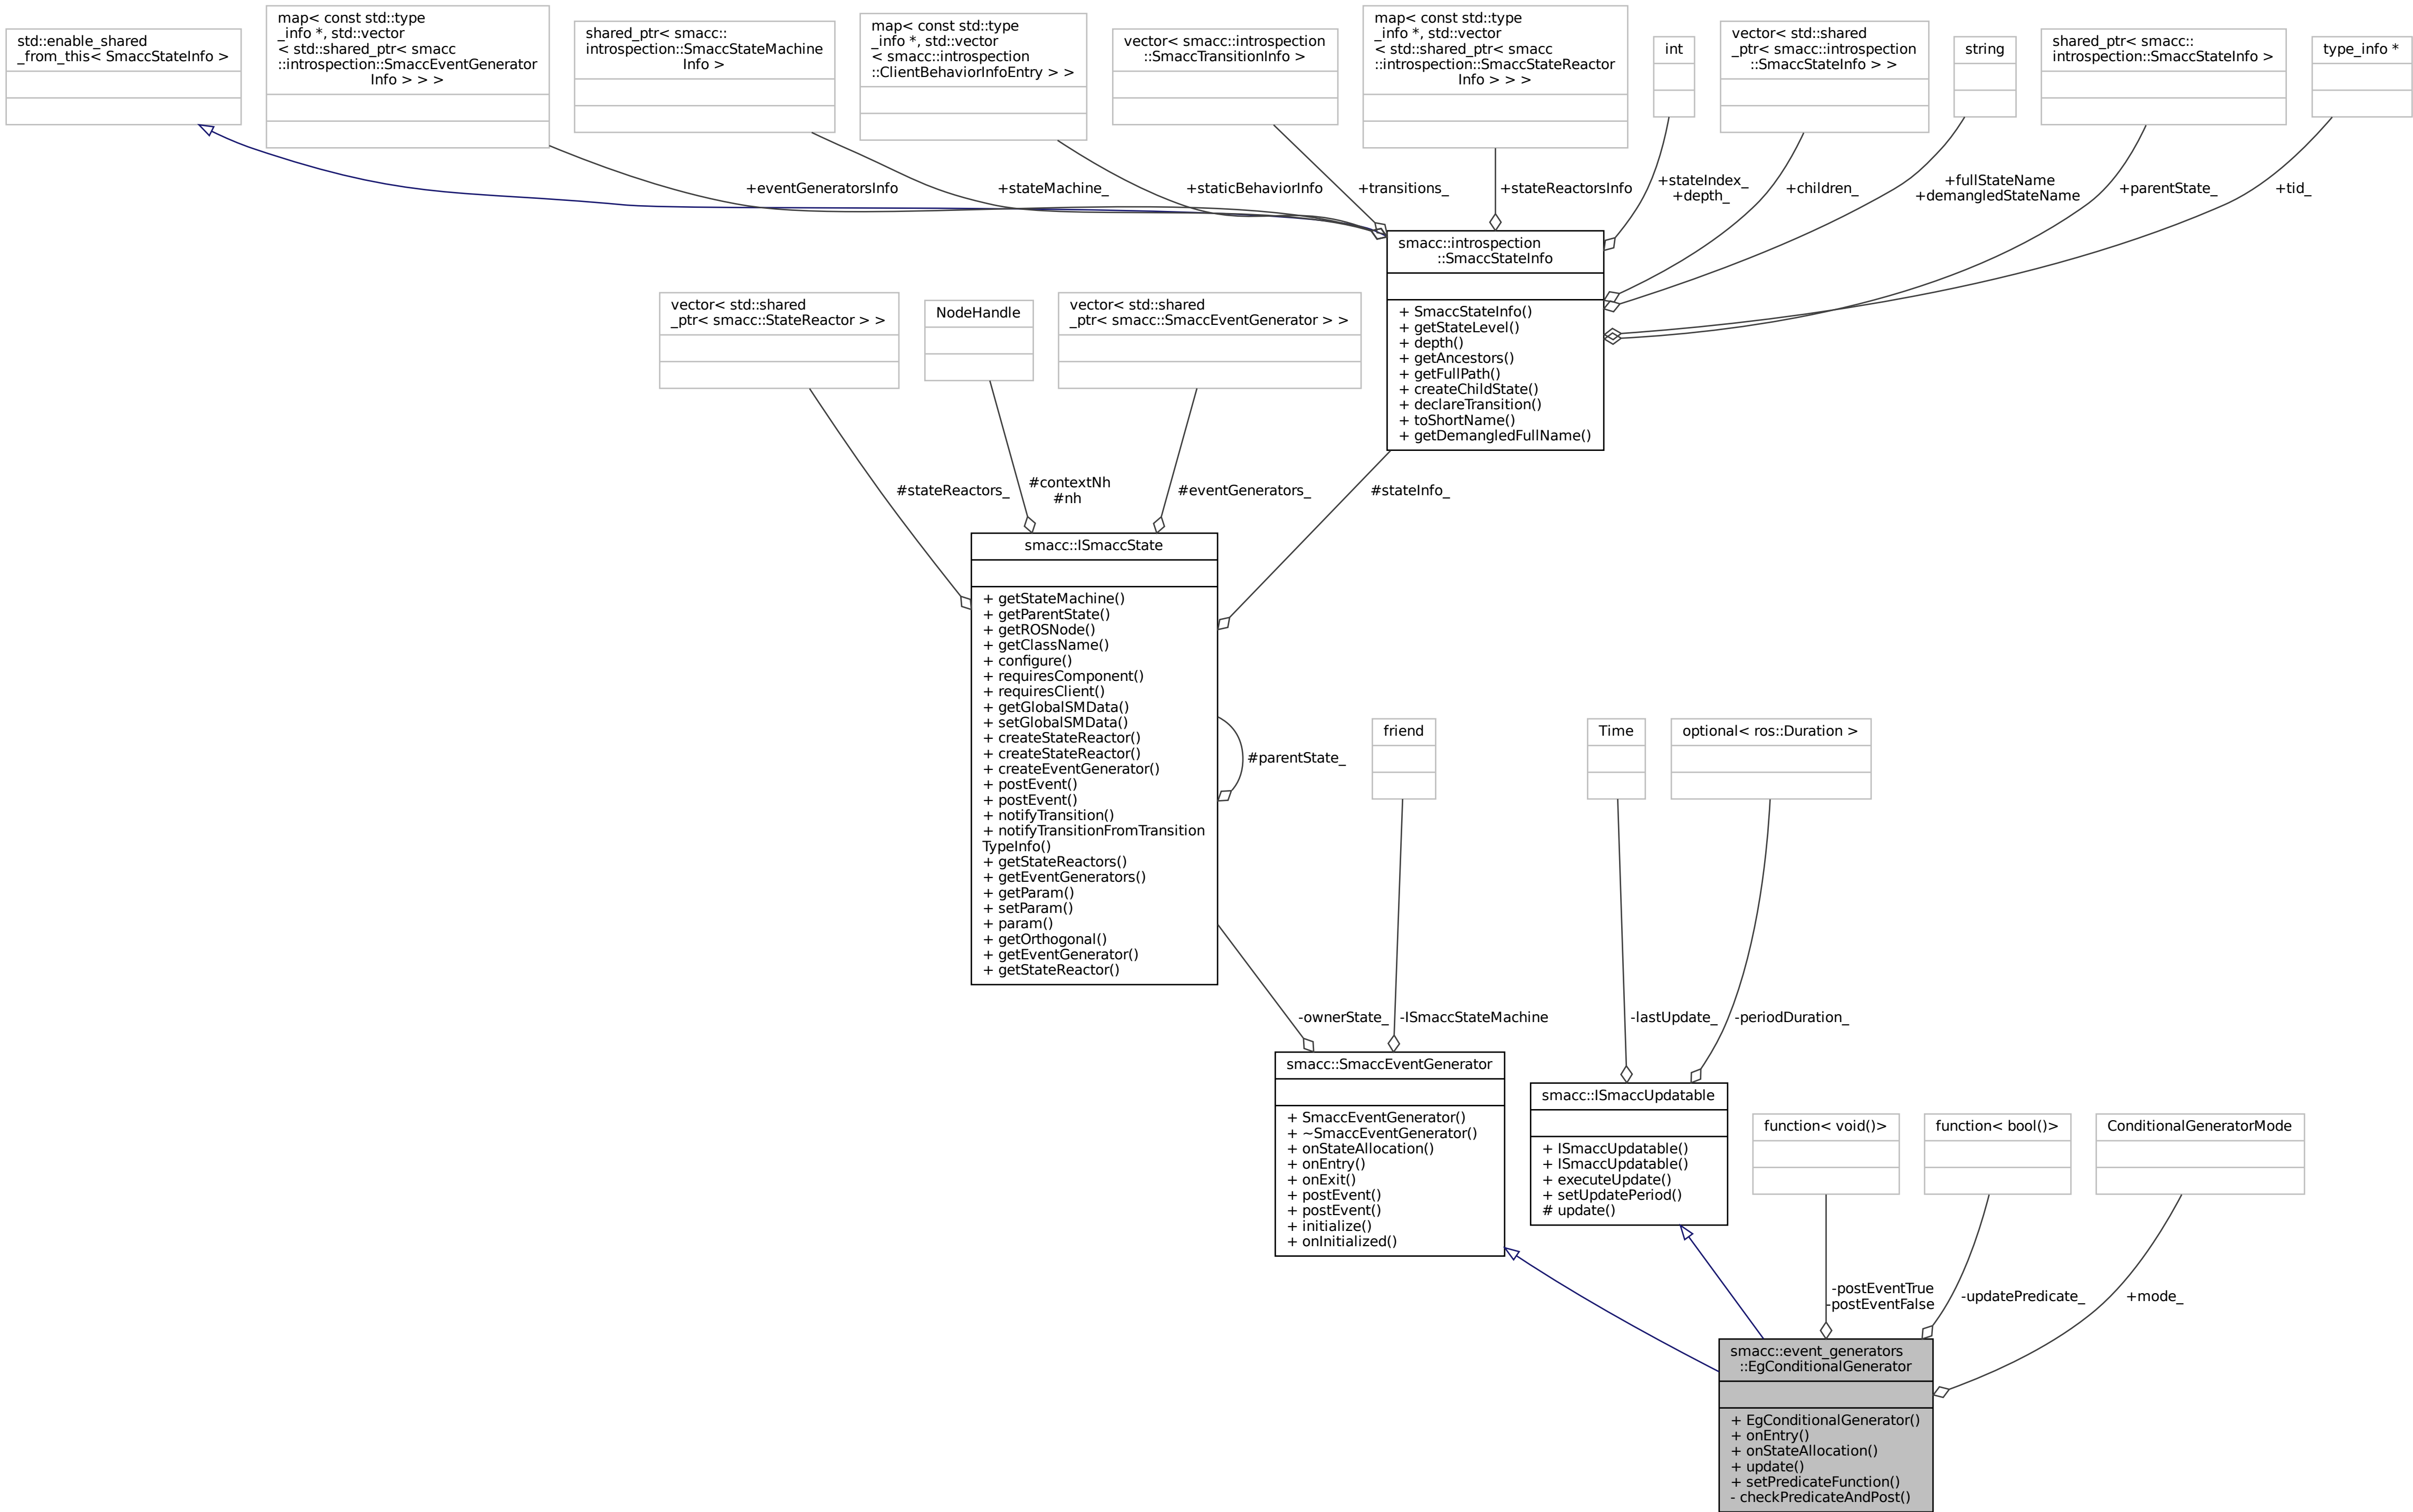 std::enable_shared
_from_this< SmaccStateInfo >
map< const std::type
_info *, std::vector
< std::shared_ptr< smacc
::introspection::SmaccEventGenerator
Info > > >
shared_ptr< smacc::
introspection::SmaccStateMachine
Info >
map< const std::type
_info *, std::vector
< smacc::introspection
::ClientBehaviorInfoEntry > >
vector< smacc::introspection
::SmaccTransitionInfo >
map< const std::type
_info *, std::vector
< std::shared_ptr< smacc
::introspection::SmaccStateReactor
Info > > >
int
vector< std::shared
_ptr< smacc::introspection
::SmaccStateInfo > >
string
shared_ptr< smacc::
introspection::SmaccStateInfo >
type_info *
+eventGeneratorsInfo
+stateMachine_
+staticBehaviorInfo
+transitions_
+stateReactorsInfo
+stateIndex_
+depth_
+children_
+fullStateName
+demangledStateName
+parentState_
+tid_
smacc::introspection
::SmaccStateInfo
+ SmaccStateInfo()
+ getStateLevel()
+ depth()
+ getAncestors()
+ getFullPath()
+ createChildState()
+ declareTransition()
+ toShortName()
+ getDemangledFullName()
vector< std::shared
_ptr< smacc::StateReactor > >
NodeHandle
vector< std::shared
_ptr< smacc::SmaccEventGenerator > >
#stateReactors_
#contextNh
#nh
#eventGenerators_
#stateInfo_
smacc::ISmaccState
+ getStateMachine()
+ getParentState()
+ getROSNode()
+ getClassName()
+ configure()
+ requiresComponent()
+ requiresClient()
+ getGlobalSMData()
+ setGlobalSMData()
+ createStateReactor()
+ createStateReactor()
+ createEventGenerator()
+ postEvent()
+ postEvent()
+ notifyTransition()
+ notifyTransitionFromTransition
TypeInfo()
+ getStateReactors()
+ getEventGenerators()
+ getParam()
+ setParam()
+ param()
+ getOrthogonal()
+ getEventGenerator()
+ getStateReactor()
#parentState_
friend
Time
optional< ros::Duration >
-ownerState_
-ISmaccStateMachine
-lastUpdate_
-periodDuration_
smacc::SmaccEventGenerator
+ SmaccEventGenerator()
+ ~SmaccEventGenerator()
+ onStateAllocation()
+ onEntry()
+ onExit()
+ postEvent()
+ postEvent()
+ initialize()
+ onInitialized()
smacc::ISmaccUpdatable
+ ISmaccUpdatable()
+ ISmaccUpdatable()
+ executeUpdate()
+ setUpdatePeriod()
# update()
function< void()>
function< bool()>
ConditionalGeneratorMode
-postEventTrue
-postEventFalse
-updatePredicate_
+mode_
smacc::event_generators
::EgConditionalGenerator
+ EgConditionalGenerator()
+ onEntry()
+ onStateAllocation()
+ update()
+ setPredicateFunction()
- checkPredicateAndPost()